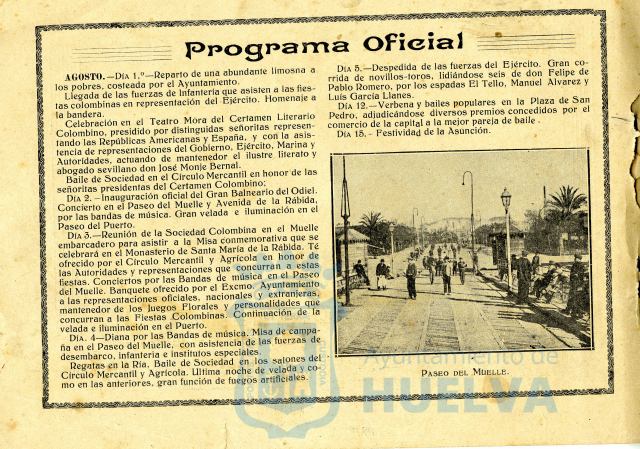 Programa Oficial
AGOSTO.—DÍA 1.º—Reparto de una abundante limosna a
los pobres, costeada por el Ayuntamiento.
Llegada de las fuerzas de infantería que asisten a las fies-
tas colombinas en representación del Ejército. Homenaje a
la bandera.
Celebración en el Teatro Mora del Certamen Literario
Colombino, presidido por distinguidas señoritas represen-
tando las Repúblicas Americanas y España, y con la asis-
tencia de representaciones del Gobierno, Ejército, Marina y
Autoridades, actuando de mantenedor el ilustre literato y
abogado sevillano don José Monje Bernal.
Baile de Sociedad en el Círculo Mercantil en honor de las
señoritas presidentas del Certamen Colombino;
DÍA 2. —Inauguración oficial del Gran Balneario del Odiel.
Concierto en el Paseo del Muelle y Avenida de la Rábida,
por las bandas de música. Gran velada e iluminación en el
Paseo del Puerto.
DÍA 3.—Reunión de la Sociedad Colombina en el Muelle
embarcadero para asistir a la Misa conmemorativa que se
celebrará en el Monasterio de Santa María de la Rábida. Té
ofrecido por el Círculo Mercantil y Agrícola en honor de
las Autoridades y representaciones que concurran a estas
fiestas. Conciertos por las Bandas de música en el Paseo
del Muelle. Banquete ofrecido por el Excmo. Ayuntamiento
a las representaciones oficiales, nacionales y extranjeras,
mantenedor de los Juegos Florales y personalidades que
concurran a las Fiestas Colombinas. Continuación de la
velada e iluminación en el Puerto.
DÍA. 4—Diana por las Bandas de música. Misa de campa-
ña en el Paseo del Muelle, con asistencia de las fuerzas de
desembarco, infantería e institutos especiales.
Regatas en la Ría. Baile de Sociedad en los salones del
Círculo Mercantil y Agrícola. Ultima noche de velada y co-
mo en las anteriores, gran función de fuegos artificiales.
DÍA 5.—Despedida de las fuerzas del Ejército. Gran co-
rrida de novillos-toros, lidiándose seis de don Felipe de
Pablo Romero, por los espadas El Tello, Manuel Alvarez y
Luís García Llanes.
DÍA 12.—Verbena y bailes populares en la Plaza de San
Pedro, adjudicándose diversos premios concedidos por el
comercio de la capital a la mejor pareja de baile.
DÍA 15.- Festividad de la Asunción.
PASEO DEL MUELLE.
Ayuntamiento de
HUELVA